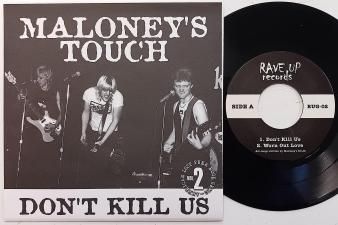 MALONEY'S
TOUCH
NO.
2
DON'T KILL US
RAVE UP
records
SIDE A
RUG-02
1. Don't Kill Us
2. Worn Out Love